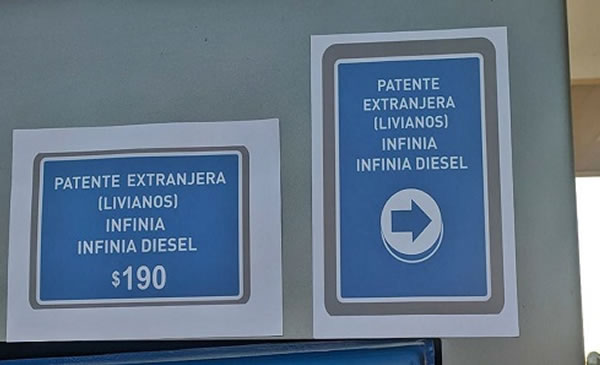 PATENTE EXTRANJERA
(LIVIANOS)
INFINIA
INFINIA DIESEL
$190
PATENTE
EXTRANJERA
(LIVIANOS)
INFINIA
INFINIA DIESEL